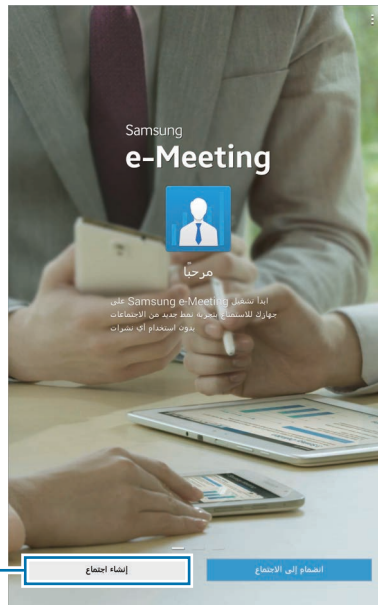 Samsung
e-Meeting
مرحبًا
ابدأ تشغيل Samsung e-Meeting على
جهازك للاستمتاع بتجربة نمط جديد من الاجتماعات
بدون استخدام أي نشرات
إنشاء اجتماع
انضمام إلى الاجتماع